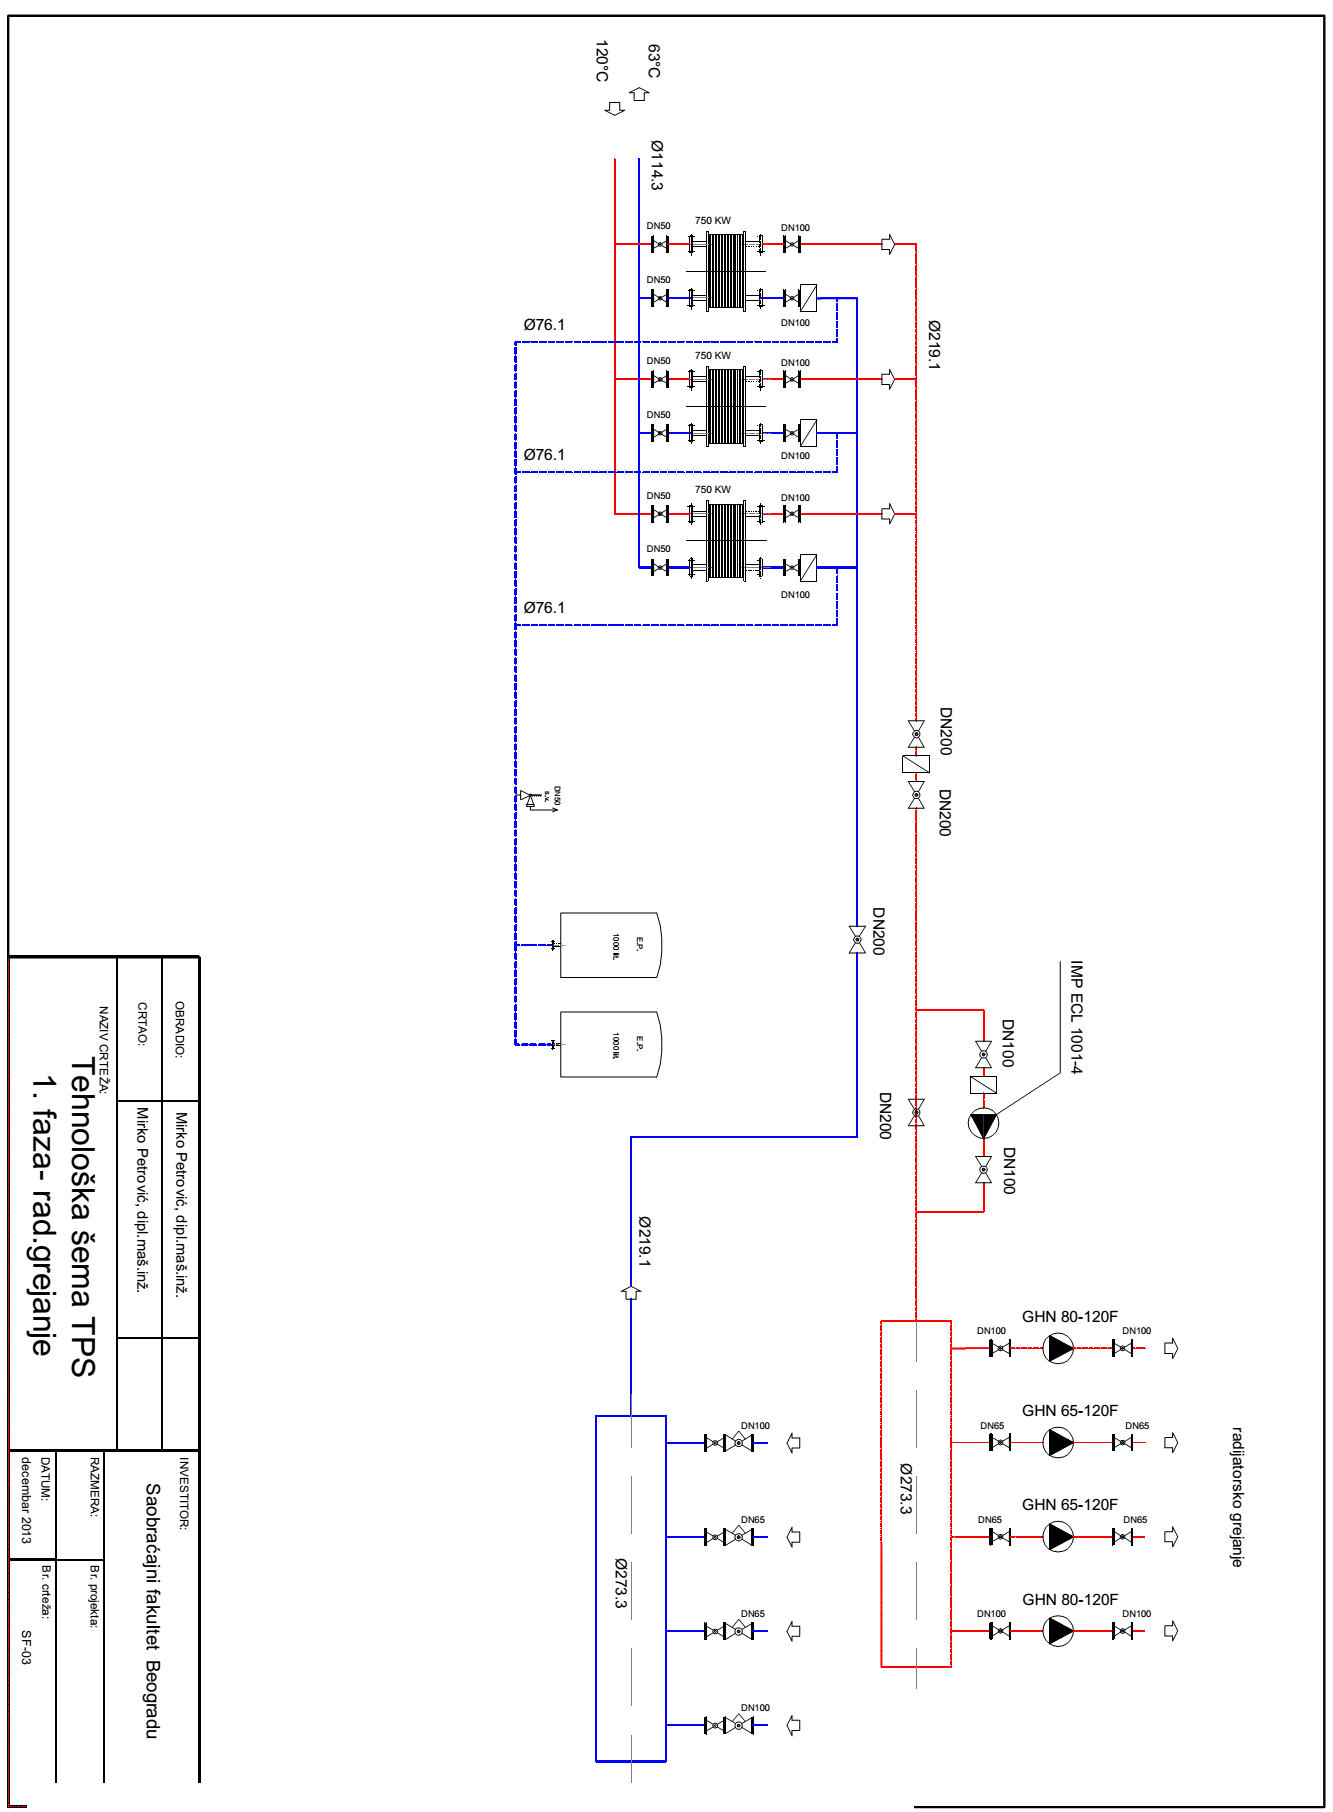 63°C
120°C
Ø114.3
DN50
750 KW
DN100
DN50
DN100
Ø76.1
Ø219.1
DN50
750 KW
DN100
DN50
DN100
Ø76.1
DN50
750 KW
DN100
DN50
DN100
Ø76.1
DN200
DN200
DN50
s.v.
E.P.
1000 lit.
E.P.
1000 lit.
DN200
IMP ECL 1001-4
DN100
DN200
DN100
Ø219.1
GHN 80-120F
DN100
DN100
GHN 65-120F
DN65
DN65
GHN 65-120F
DN65
DN65
GHN 80-120F
DN100
DN100
Ø273.3
radijatorsko grejanje
DN100
DN65
DN65
DN100
Ø273.3
OBRADIO:
Mirko Petrović, dipl.maš.inž.
CRTAO:
Mirko Petrović, dipl.maš.inž.
NAZIV CRTEŽA:
Tehnološka šema TPS
1. faza- rad.grejanje
INVESTITOR:
Saobraćajni fakultet Beogradu
RAZMERA:
Br. projekta:
DATUM:
decembar 2013
Br. crteža:
SF-03